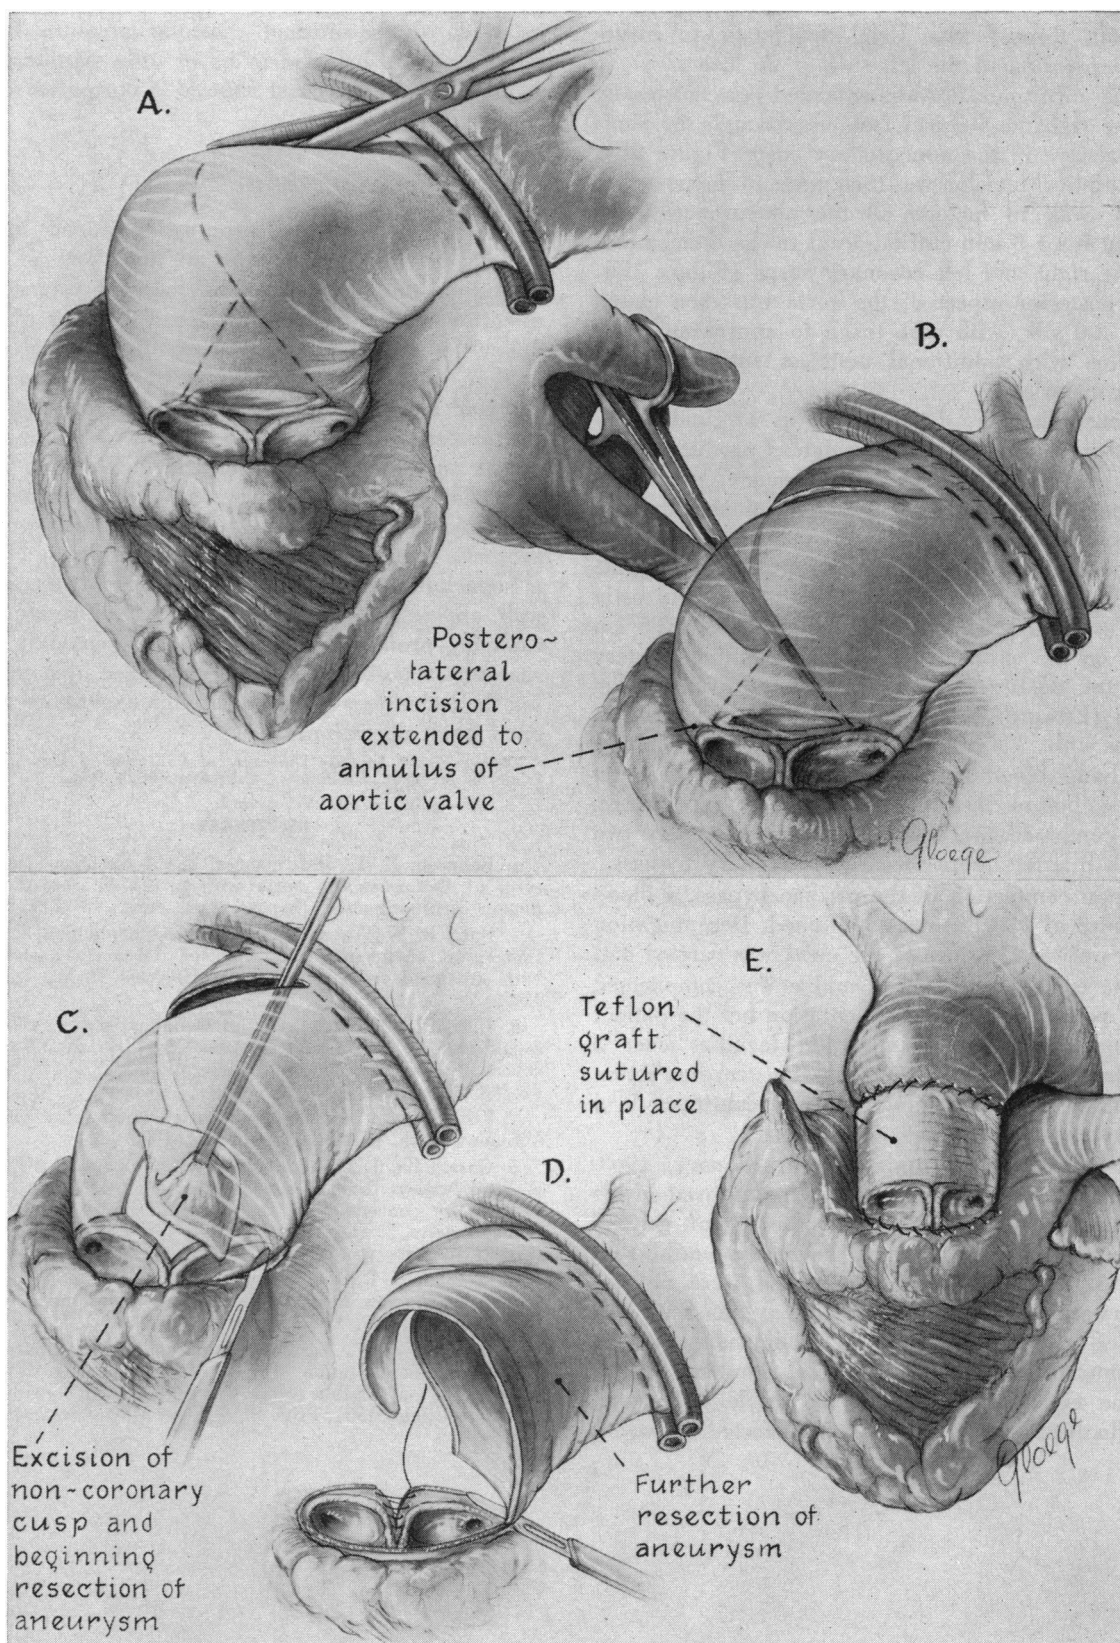 A.
B.
Postero~
lateral
incision
extended to
annulus of
aortic valve
Gloege
C.
Excision of
non-coronary
cusp and
beginning
resection of
aneurysm
D.
Further
resection of
aneurysm
E.
Teflon
graft
sutured
in place
Gloege